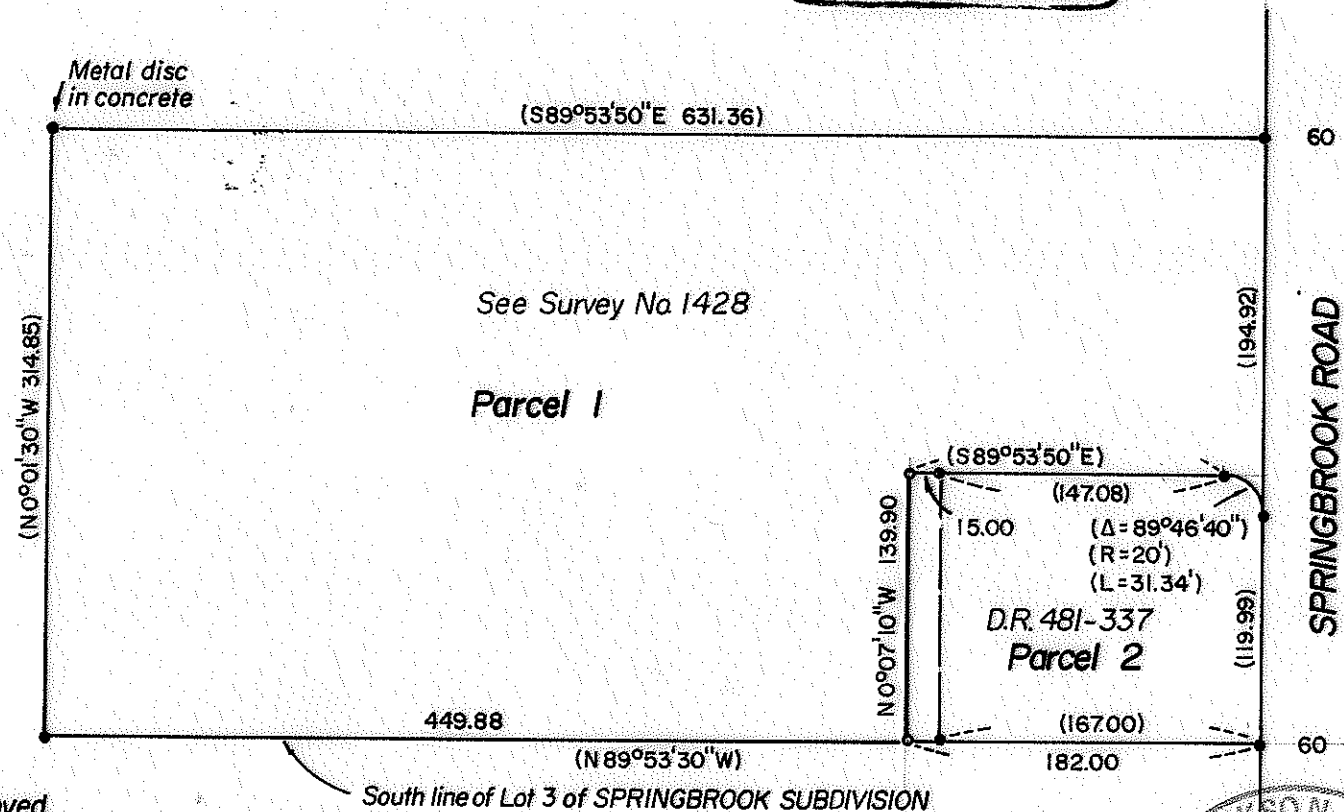 Metal disc
in concrete
(S89°53'50"E 631.36)
60
(N0°01'30"W 314.85)
See Survey No. 1428
(194.92)
SPRINGBROOK ROAD
Parcel 1
(S89°53'50"E)
(147.08)
N0°07'10"W 139.90
15.00
(Δ=89°46'40")
(R=20')
(L=31.34')
D.R. 481-337
Parcel 2
(119.99)
449.88
(167.00)
60
(N89°53'30"W)
182.00
South line of Lot 3 of SPRINGBROOK SUBDIVISION